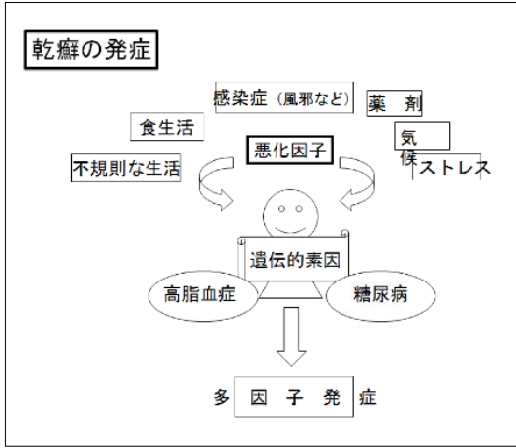 乾癬の発症
感染症（風邪など）
薬　剤
食生活
気候
悪化因子
不規則な生活
ストレス
遺伝的素因
高脂血症
糖尿病
多　因　子　発　症